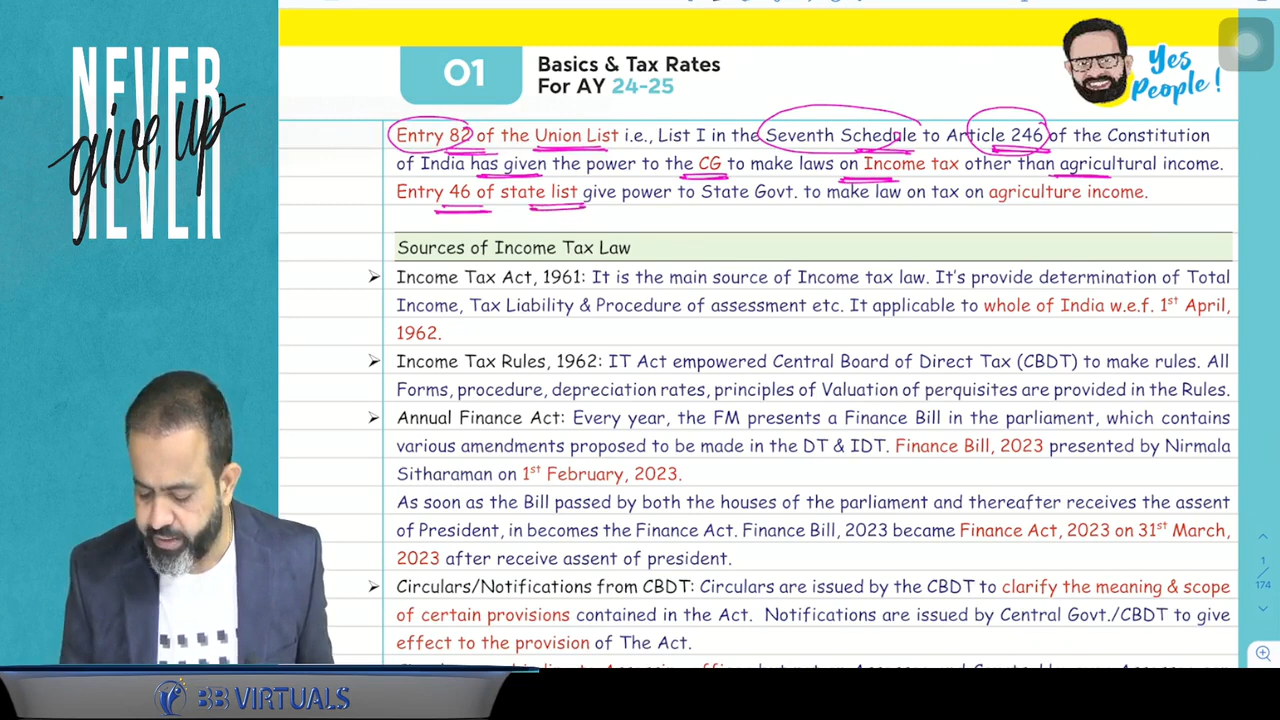 NEVER
give up
NEVER
01
Basics & Tax Rates
For AY 24-25
Yes
People!
Entry 82 of the Union List i.e., List I in the Seventh Schedule to Article 246 of the Constitution
of India has given the power to the CG to make laws on Income tax other than agricultural income.
Entry 46 of state list give power to State Govt. to make law on tax on agriculture income.
Sources of Income Tax Law
➢ Income Tax Act, 1961: It is the main source of Income tax law. It's provide determination of Total
Income, Tax Liability & Procedure of assessment etc. It applicable to whole of India w.e.f. 1st April,
1962.
➢ Income Tax Rules, 1962: IT Act empowered Central Board of Direct Tax (CBDT) to make rules. All
Forms, procedure, depreciation rates, principles of Valuation of perquisites are provided in the Rules.
➢ Annual Finance Act: Every year, the FM presents a Finance Bill in the parliament, which contains
various amendments proposed to be made in the DT & IDT. Finance Bill, 2023 presented by Nirmala
Sitharaman on 1st February, 2023.
As soon as the Bill passed by both the houses of the parliament and thereafter receives the assent
of President, in becomes the Finance Act. Finance Bill, 2023 became Finance Act, 2023 on 31st March,
2023 after receive assent of president.
➢ Circulars/Notifications from CBDT: Circulars are issued by the CBDT to clarify the meaning & scope
of certain provisions contained in the Act. Notifications are issued by Central Govt./CBDT to give
effect to the provision of The Act.
1
174
BB VIRTUALS